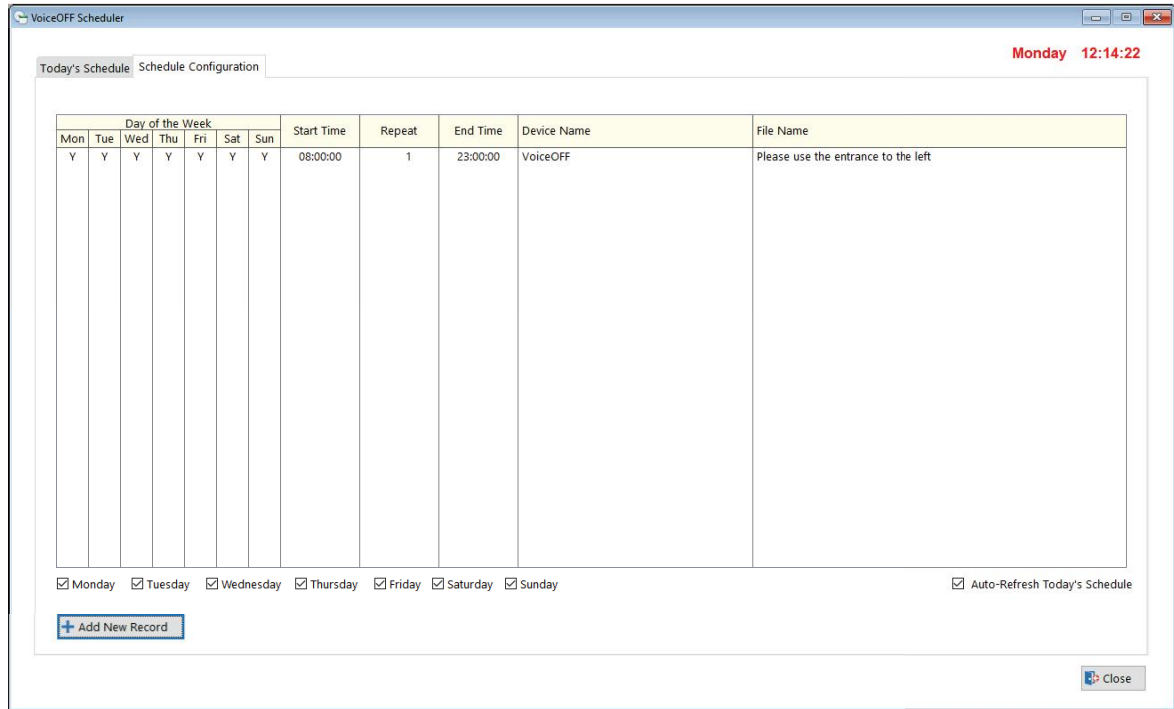 VoiceOFF Scheduler
Monday 12:14:22
Today's Schedule Schedule Configuration
Day of the Week
Mon Tue Wed Thu Fri Sat Sun Start Time Repeat End Time Device Name File Name
Y Y Y Y Y Y Y 08:00:00 1 23:00:00 VoiceOFF Please use the entrance to the left
Monday Tuesday Wednesday Thursday Friday Saturday Sunday Auto-Refresh Today's Schedule
Add New Record
Close